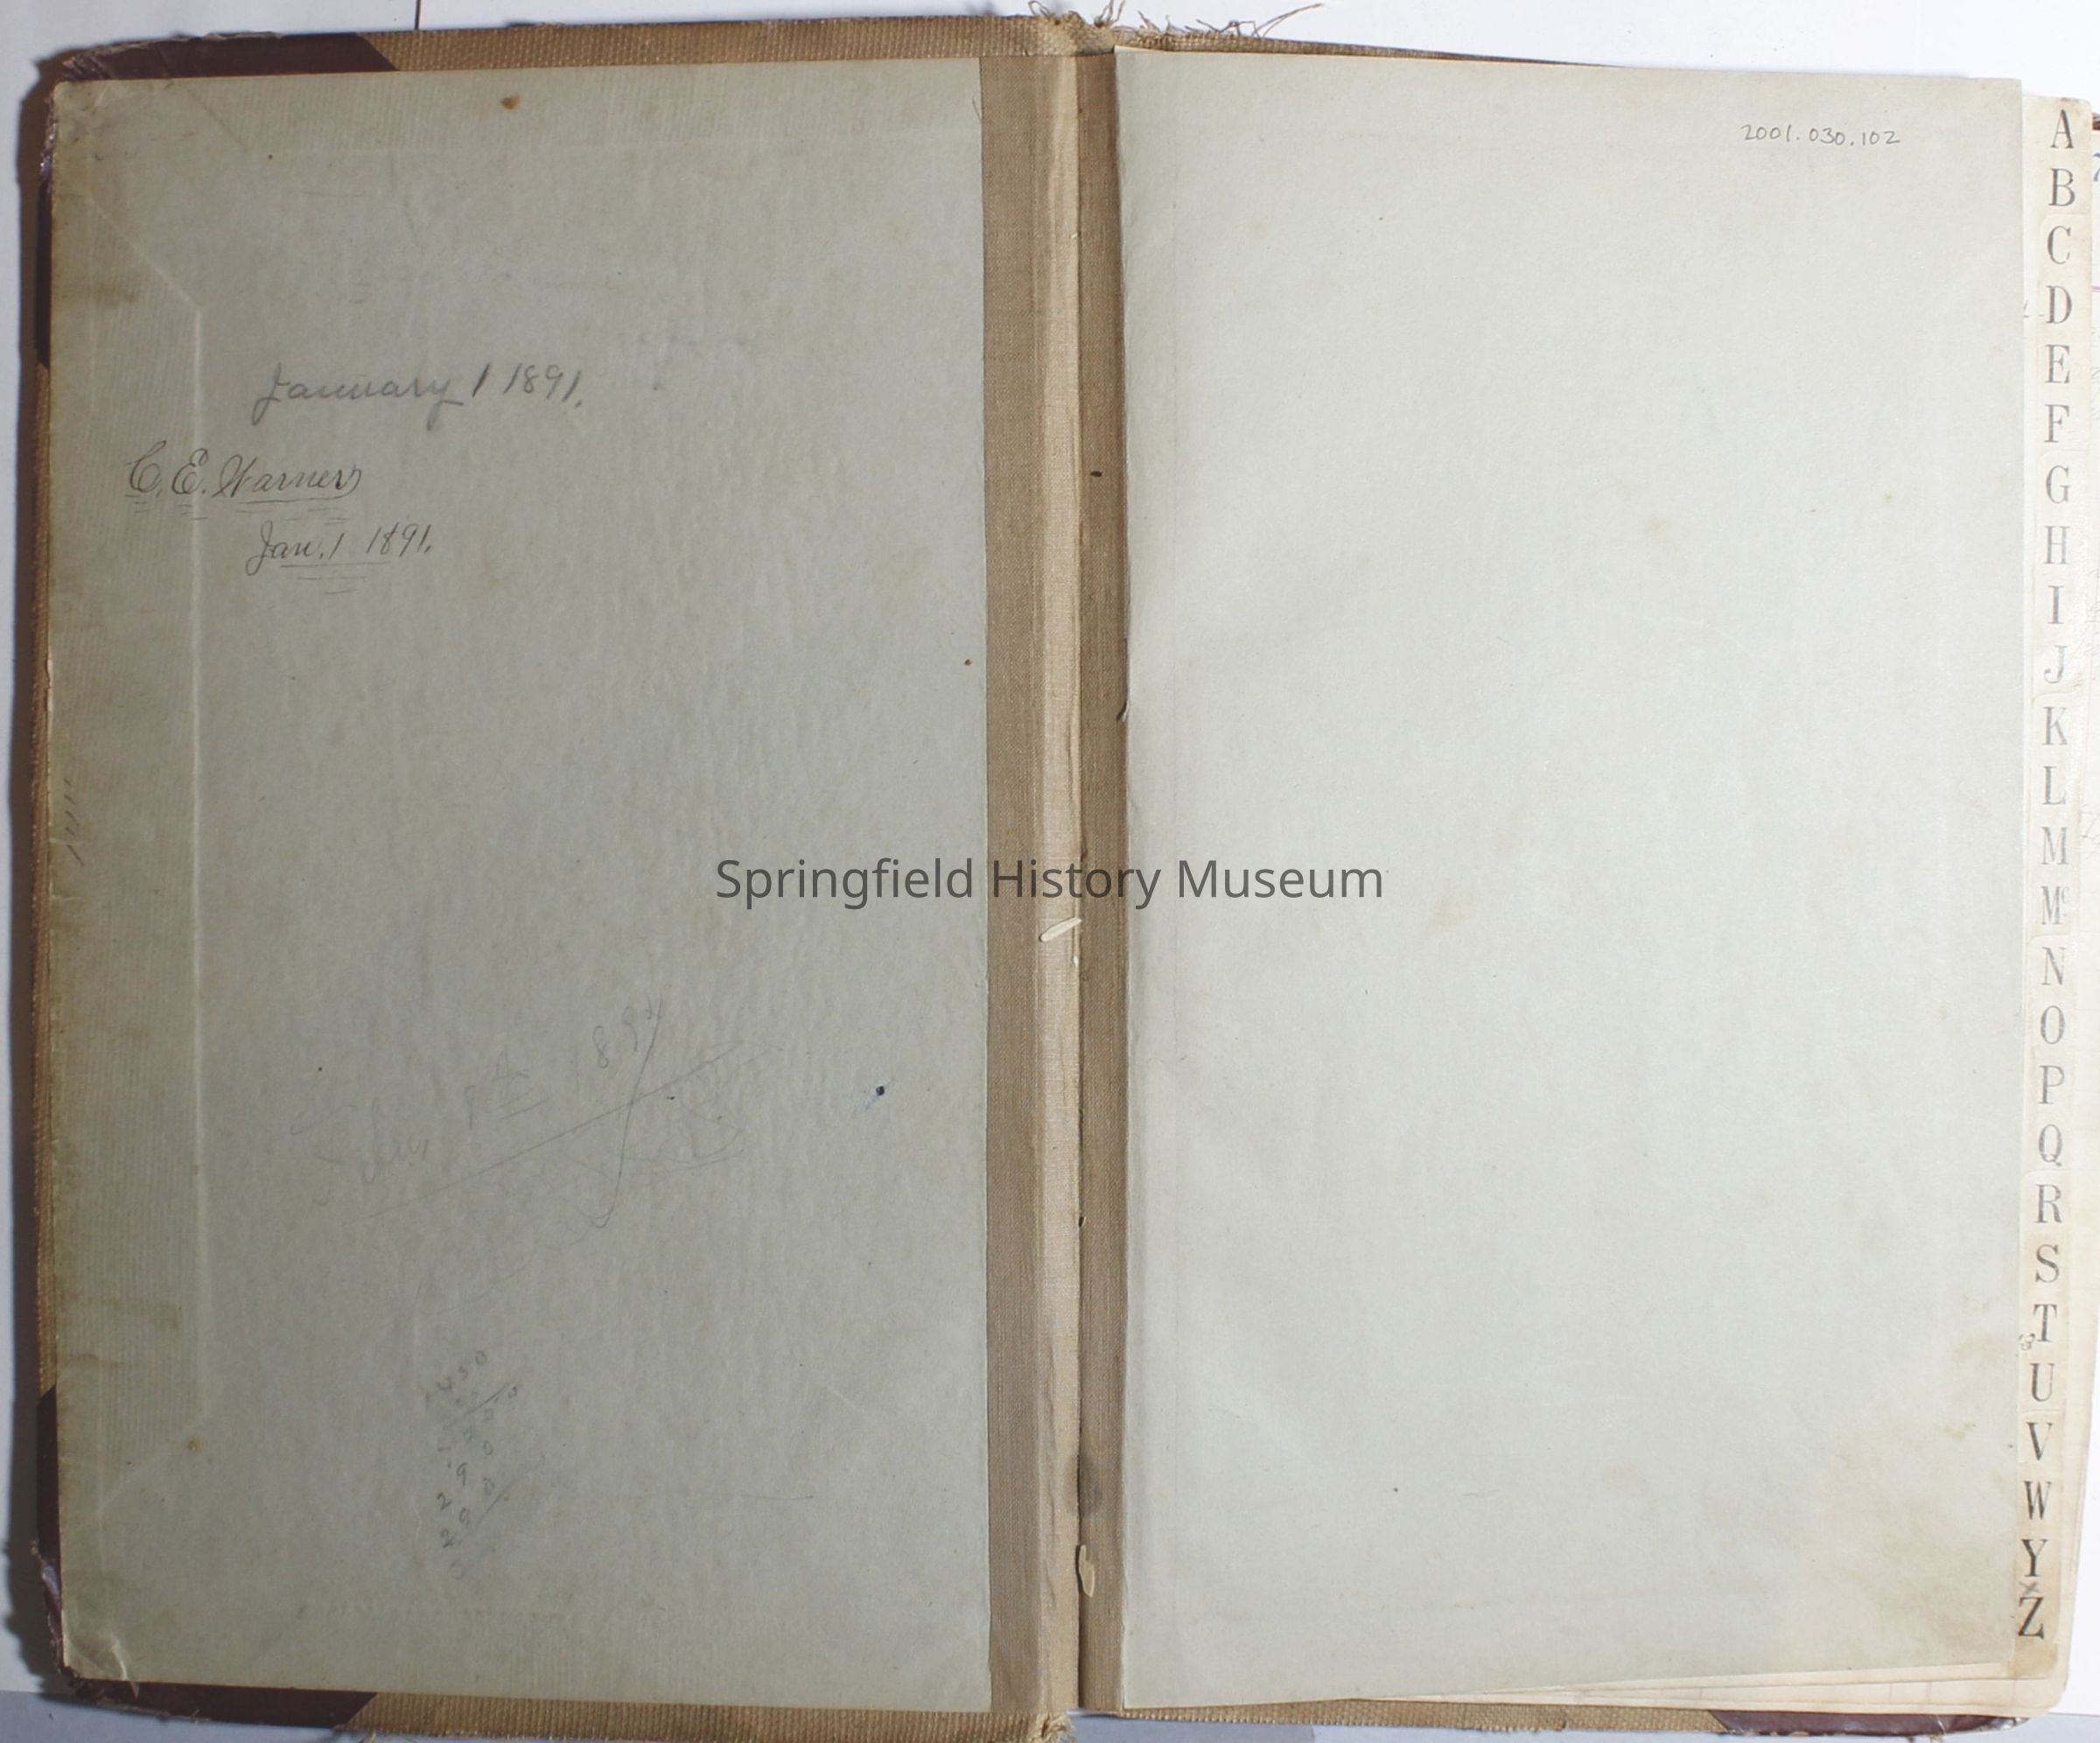 January 1 1891.
C. E. Warner
Jan. 1 1891.
2001.030.102
A
B
C
D
E
F
G
H
I
J
K
L
M
Mc
N
O
P
Q
R
S
T
U
V
W
Y
Z
Springfield History Museum